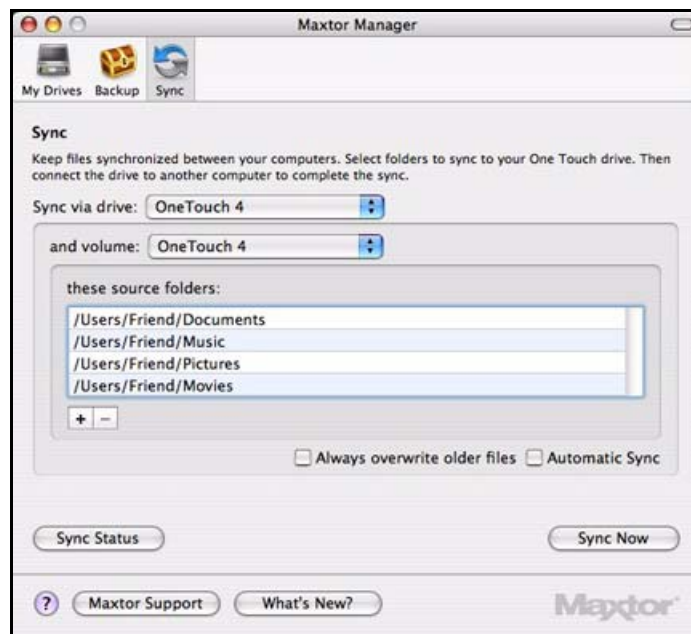 Maxtor Manager
My Drives Backup Sync
Sync
Keep files synchronized between your computers. Select folders to sync to your One Touch drive. Then
connect the drive to another computer to complete the sync.
Sync via drive: OneTouch 4
and volume: OneTouch 4
these source folders:
/Users/Friend/Documents
/Users/Friend/Music
/Users/Friend/Pictures
/Users/Friend/Movies
+ −
Always overwrite older files Automatic Sync
Sync Status Sync Now
? Maxtor Support What's New? Maxtor